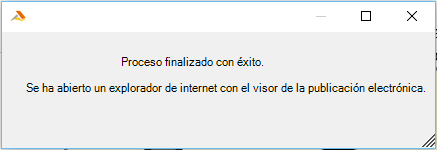 Proceso finalizado con éxito.
Se ha abierto un explorador de internet con el visor de la publicación electrónica.